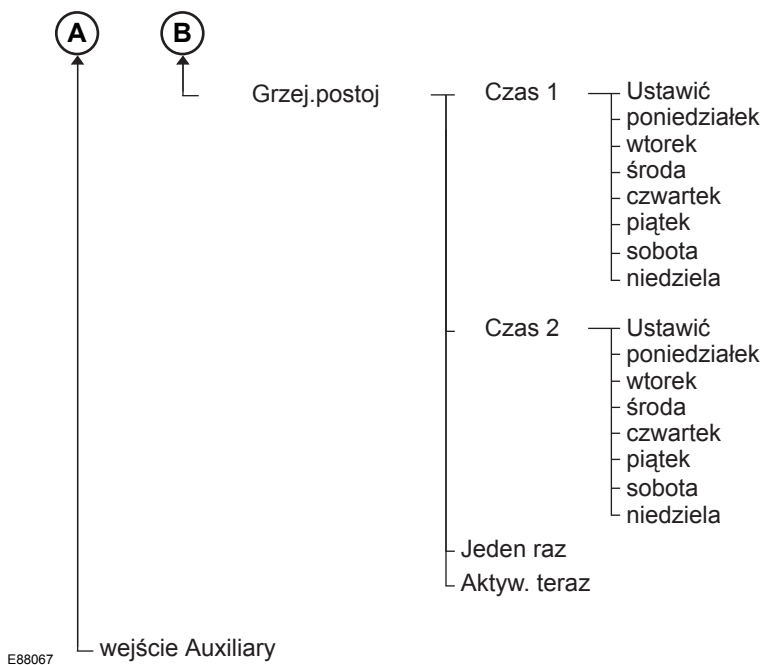 A B
Grzej.postoj Czas 1 Ustawić
poniedziałek
wtorek
środa
czwartek
piątek
sobota
niedziela
Czas 2 Ustawić
poniedziałek
wtorek
środa
czwartek
piątek
sobota
niedziela
Jeden raz
Aktyw. teraz
wejście Auxiliary
E88067